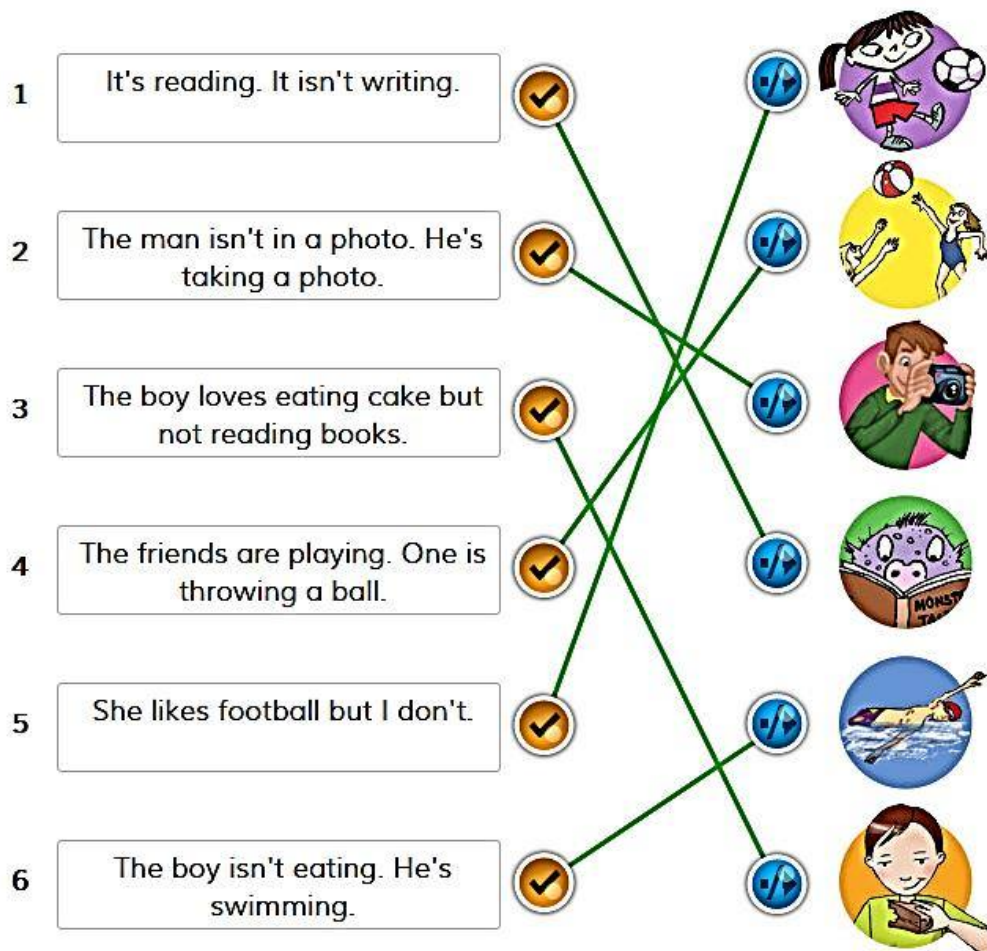 1
It's reading. It isn't writing.
2
The man isn't in a photo. He's
taking a photo.
3
The boy loves eating cake but
not reading books.
4
The friends are playing. One is
throwing a ball.
5
She likes football but I don't.
6
The boy isn't eating. He's
swimming.